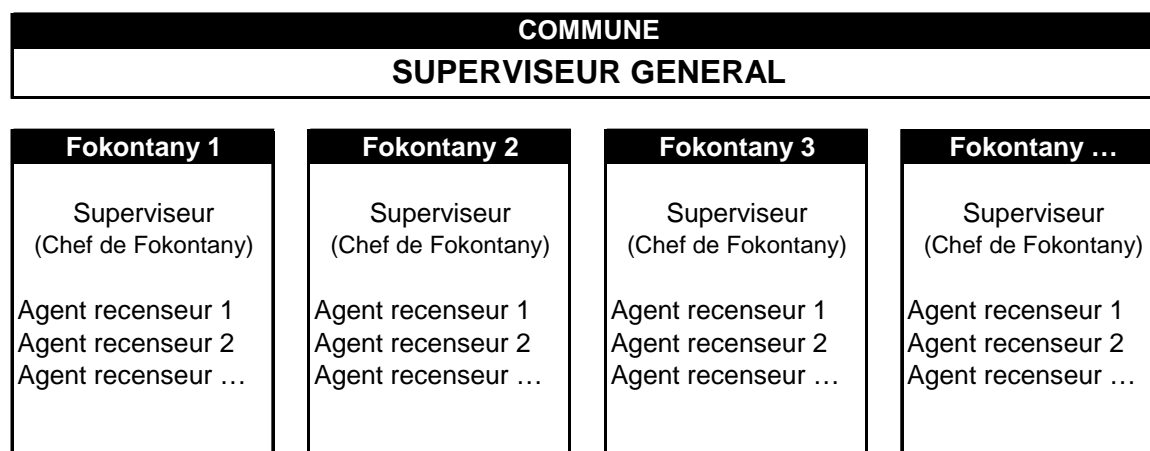 COMMUNE
SUPERVISEUR GENERAL
Fokontany 1
Superviseur
(Chef de Fokontany)
Agent recenseur 1
Agent recenseur 2
Agent recenseur …
Fokontany 2
Superviseur
(Chef de Fokontany)
Agent recenseur 1
Agent recenseur 2
Agent recenseur …
Fokontany 3
Superviseur
(Chef de Fokontany)
Agent recenseur 1
Agent recenseur 2
Agent recenseur …
Fokontany …
Superviseur
(Chef de Fokontany)
Agent recenseur 1
Agent recenseur 2
Agent recenseur …